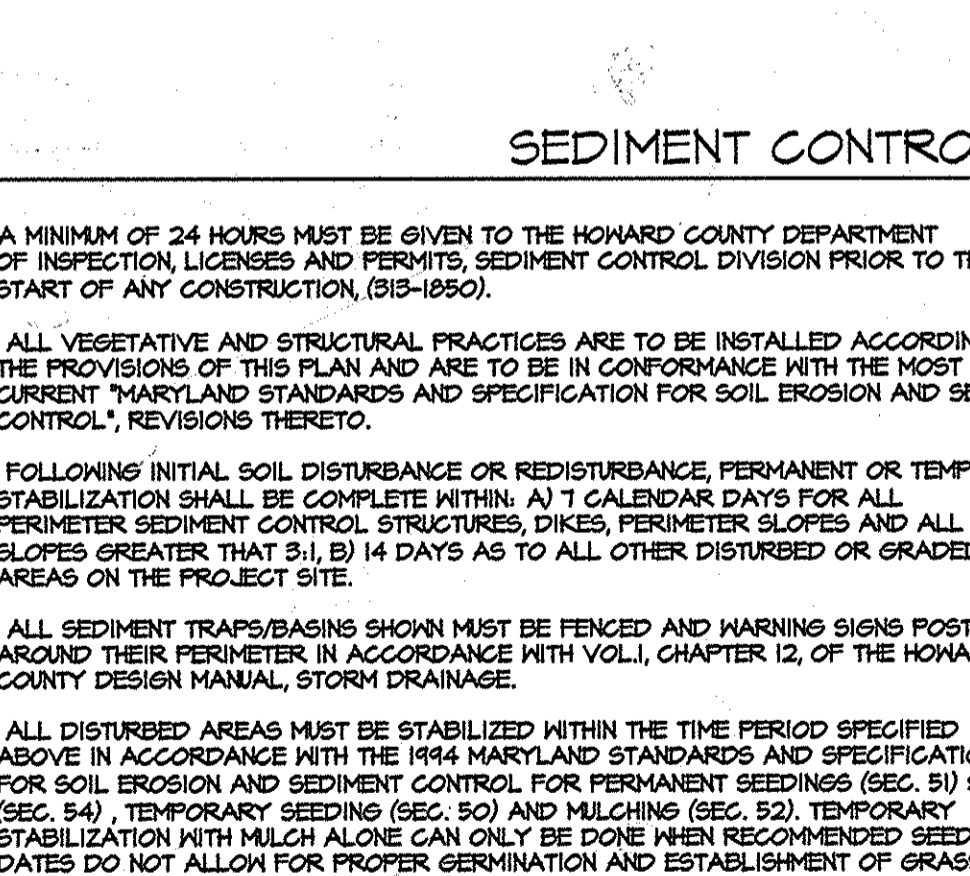 SEDIMENT CONTRO
A MINIMUM OF 24 HOURS MUST BE GIVEN TO THE HOWARD COUNTY DEPARTMENT
OF INSPECTION, LICENSES AND PERMITS, SEDIMENT CONTROL DIVISION PRIOR TO T
START OF ANY CONSTRUCTION, (313-1850).
ALL VEGETATIVE AND STRUCTURAL PRACTICES ARE TO BE INSTALLED ACCORDIN
THE PROVISIONS OF THIS PLAN AND ARE TO BE IN CONFORMANCE WITH THE MOST
CURRENT "MARYLAND STANDARDS AND SPECIFICATION FOR SOIL EROSION AND SE
CONTROL", REVISIONS THERETO.
FOLLOWING INITIAL SOIL DISTURBANCE OR REDISTURBANCE, PERMANENT OR TEMP
STABILIZATION SHALL BE COMPLETE WITHIN: A) 7 CALENDAR DAYS FOR ALL
PERIMETER SEDIMENT CONTROL STRUCTURES, DIKES, PERIMETER SLOPES AND ALL
SLOPES GREATER THAT 3:1, B) 14 DAYS AS TO ALL OTHER DISTURBED OR GRADED
AREAS ON THE PROJECT SITE.
ALL SEDIMENT TRAPS/BASINS SHOWN MUST BE FENCED AND WARNING SIGNS POST
AROUND THEIR PERIMETER IN ACCORDANCE WITH VOL.1, CHAPTER 12, OF THE HOWA
COUNTY DESIGN MANUAL, STORM DRAINAGE.
ALL DISTURBED AREAS MUST BE STABILIZED WITHIN THE TIME PERIOD SPECIFIED
ABOVE IN ACCORDANCE WITH THE 1994 MARYLAND STANDARDS AND SPECIFICATIO
FOR SOIL EROSION AND SEDIMENT CONTROL FOR PERMANENT SEEDINGS (SEC. 51)
(SEC. 54) , TEMPORARY SEEDING (SEC. 50) AND MULCHING (SEC. 52). TEMPORARY
STABILIZATION WITH MULCH ALONE CAN ONLY BE DONE WHEN RECOMMENDED SEED
DATES DO NOT ALLOW FOR PROPER GERMINATION AND ESTABLISHMENT OF GRASS